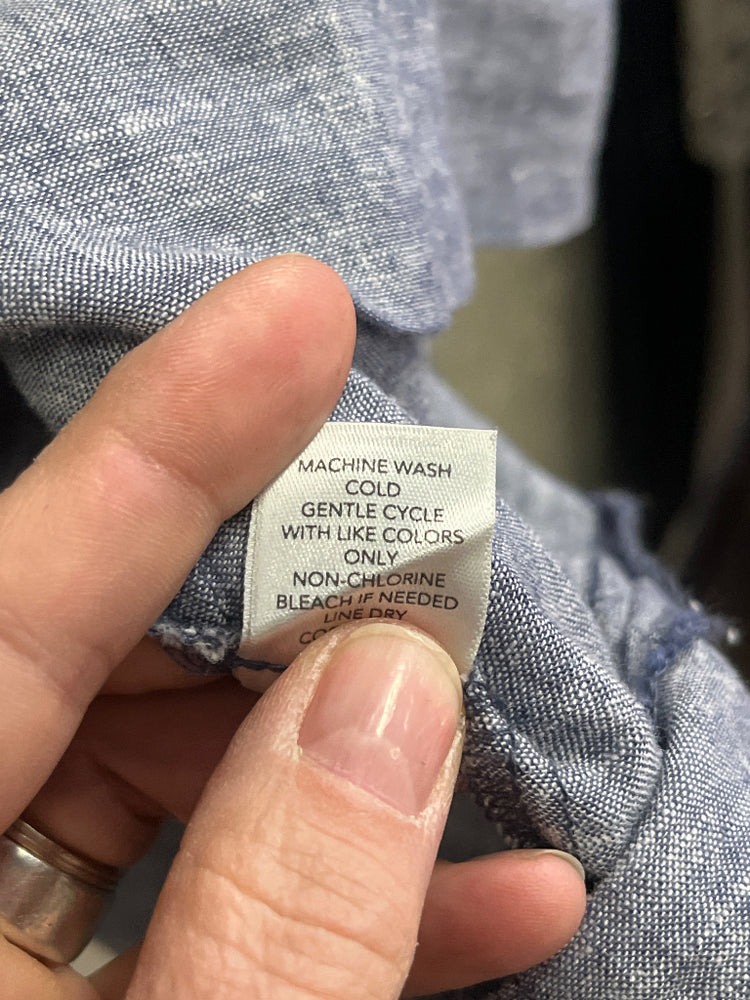 MACHINE WASH
COLD
GENTLE CYCLE
WITH LIKE COLORS
ONLY
NON-CHLORINE
BLEACH IF NEEDED
LINE DRY